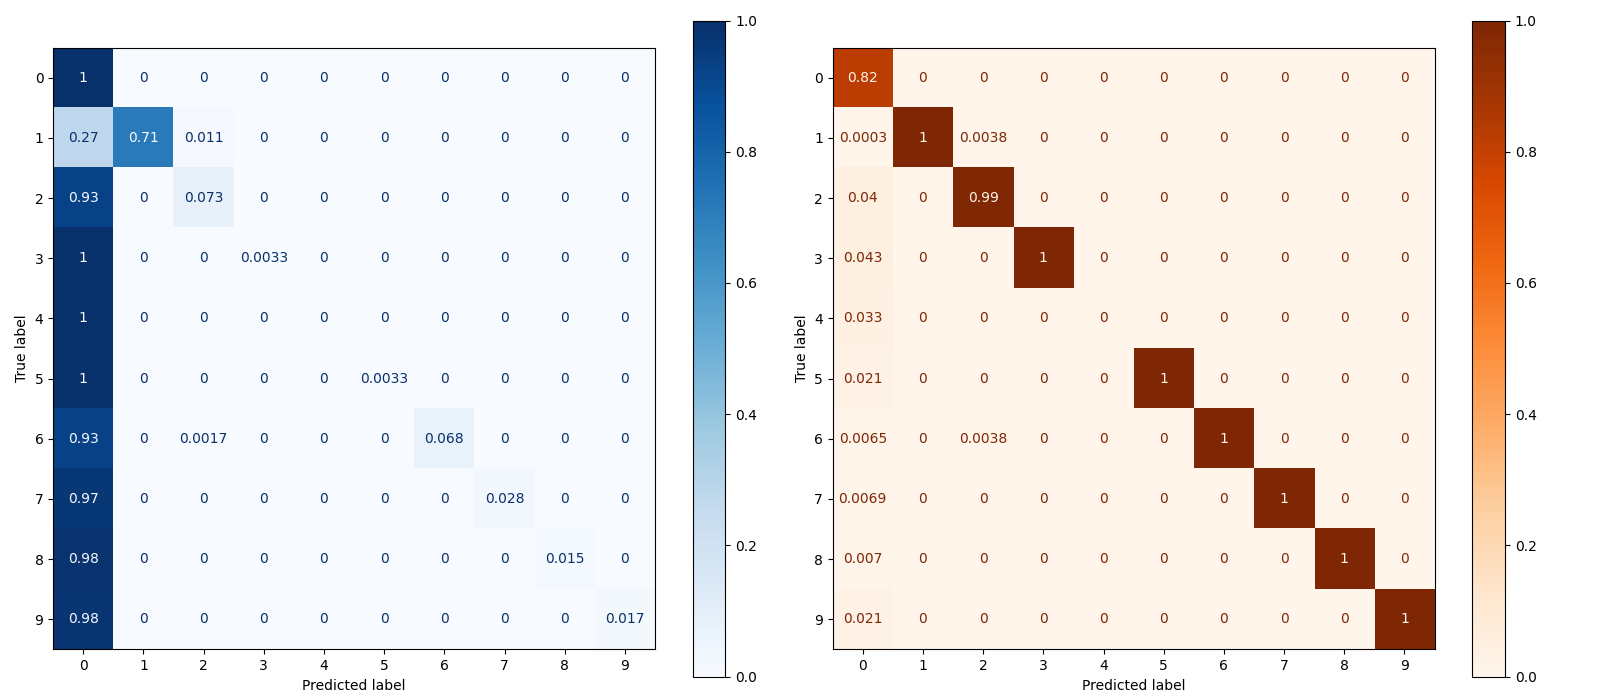 1.0
1.0
0 1 0 0 0 0 0 0 0 0 0
0 0.82 0 0 0 0 0 0 0 0 0
1 0.27 0.71 0.011 0 0 0 0 0 0 0
1 0.0003 1 0.0038 0 0 0 0 0 0 0
0.8
0.8
2 0.93 0 0.073 0 0 0 0 0 0 0
2 0.04 0 0.99 0 0 0 0 0 0 0
3 1 0 0 0.0033 0 0 0 0 0 0
3 0.043 0 0 1 0 0 0 0 0 0
0.6
0.6
4 1 0 0 0 0 0 0 0 0 0
4 0.033 0 0 0 0 0 0 0 0 0
True label
True label
5 1 0 0 0 0 0.0033 0 0 0 0
5 0.021 0 0 0 0 1 0 0 0 0
0.4
0.4
6 0.93 0 0.0017 0 0 0 0.068 0 0 0
6 0.0065 0 0.0038 0 0 0 1 0 0 0
7 0.97 0 0 0 0 0 0 0.028 0 0
7 0.0069 0 0 0 0 0 0 1 0 0
0.2
0.2
8 0.98 0 0 0 0 0 0 0 0.015 0
8 0.007 0 0 0 0 0 0 0 1 0
9 0.98 0 0 0 0 0 0 0 0 0.017
9 0.021 0 0 0 0 0 0 0 0 1
0 1 2 3 4 5 6 7 8 9
0 1 2 3 4 5 6 7 8 9
0.0
0.0
Predicted label
Predicted label